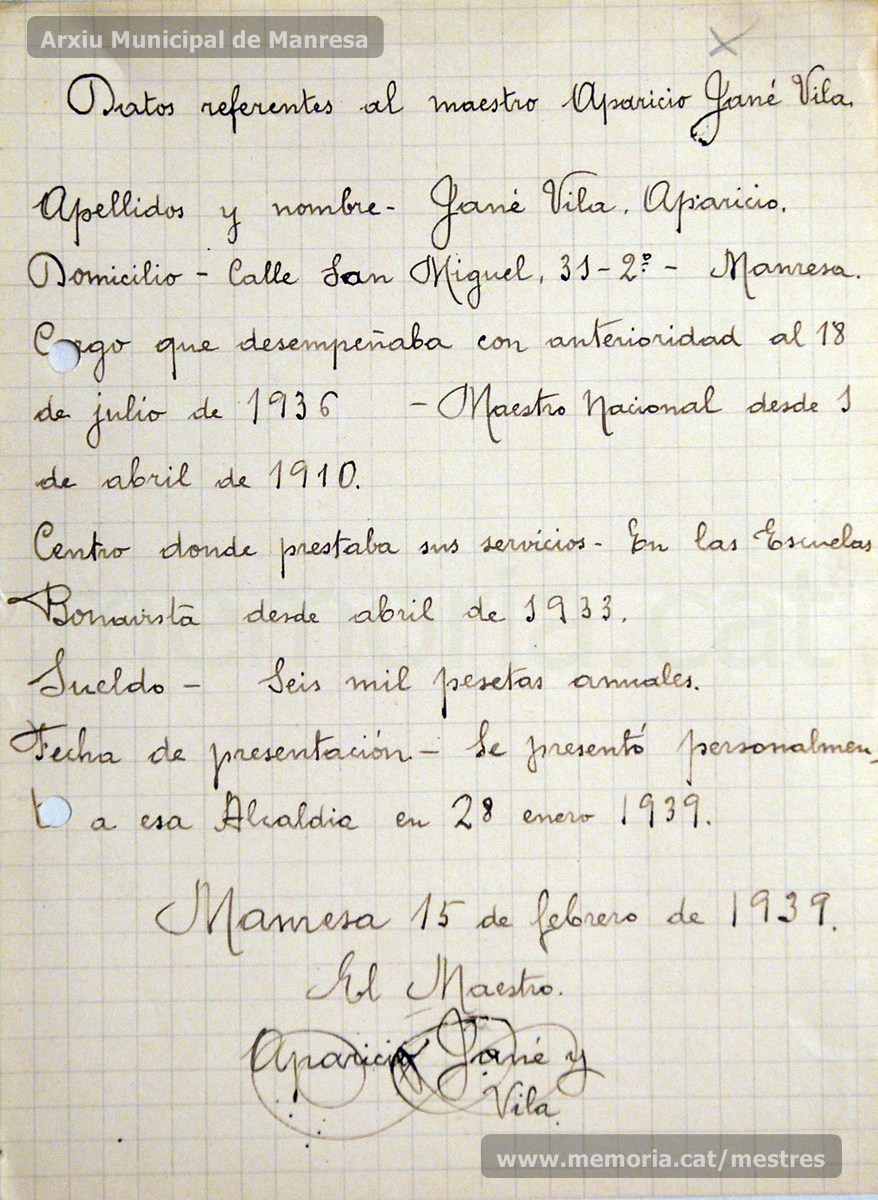 Arxiu Municipal de Manresa
Datos referentes al maestro Aparicio Jané Vila.
Apellidos y nombre - Jané Vila, Aparicio.
Domicilio - Calle San Miguel, 31 - 2º - Manresa.
Cargo que desempeñaba con anterioridad al 18
de julio de 1936 - Maestro Nacional desde 1
de abril de 1910.
Centro donde prestaba sus servicios - En las Escuelas
Bonavista desde abril de 1933.
Sueldo - Seis mil pesetas anuales.
Fecha de presentación - Se presentó personalmen-
t a esa Alcaldia en 28 enero 1939.
Manresa 15 de febrero de 1939.
El Maestro.
Aparicio Jané y
Vila
www.memoria.cat/mestres